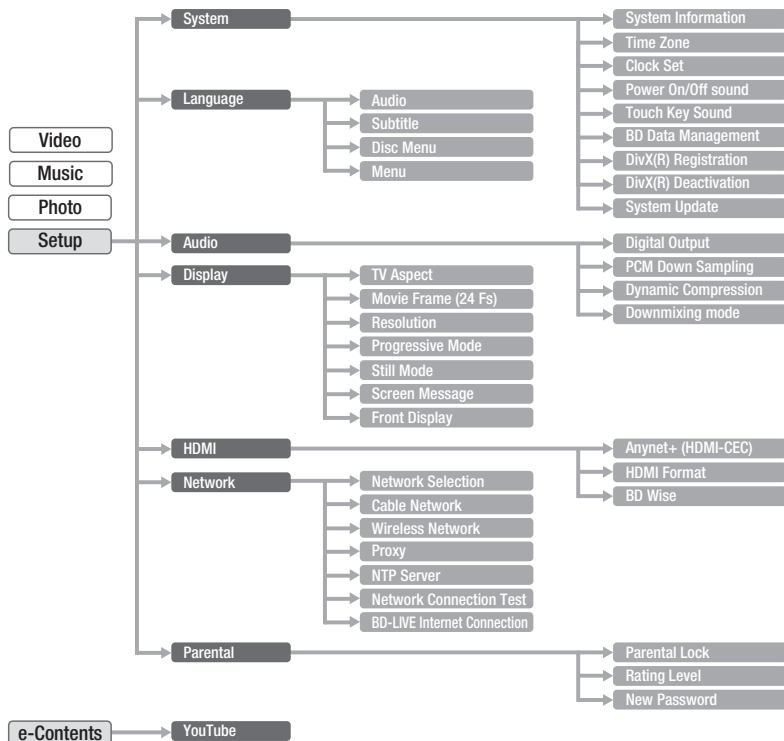 Video
Music
Photo
Setup
System
System Information
Time Zone
Clock Set
Power On/Off sound
Touch Key Sound
BD Data Management
DivX(R) Registration
DivX(R) Deactivation
System Update
Language
Audio
Subtitle
Disc Menu
Menu
Audio
Digital Output
PCM Down Sampling
Dynamic Compression
Downmixing mode
Display
TV Aspect
Movie Frame (24 Fs)
Resolution
Progressive Mode
Still Mode
Screen Message
Front Display
HDMI
Anynet+ (HDMI-CEC)
HDMI Format
BD Wise
Network
Network Selection
Cable Network
Wireless Network
Proxy
NTP Server
Network Connection Test
BD-LIVE Internet Connection
Parental
Parental Lock
Rating Level
New Password
e-Contents
YouTube